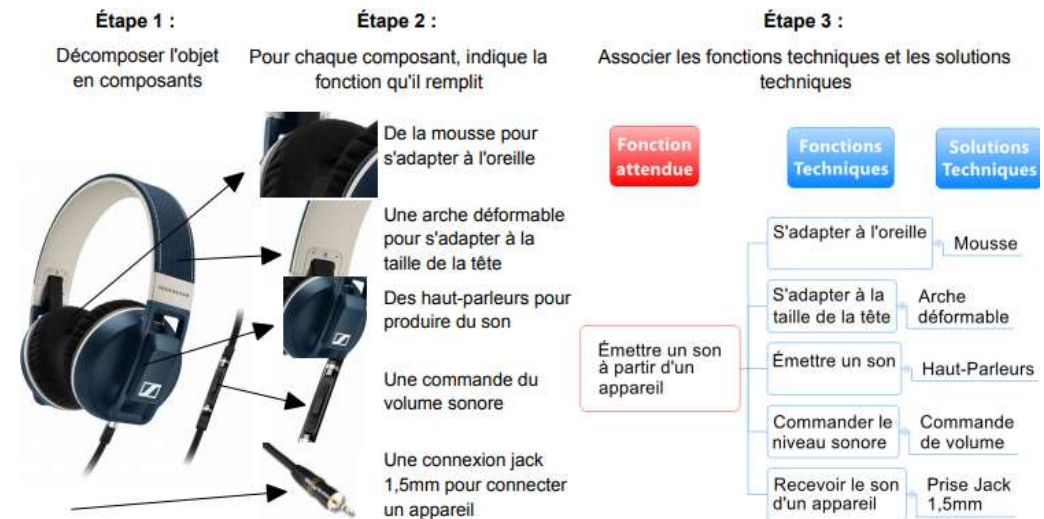 Étape 1 :
Décomposer l'objet
en composants
Étape 2 :
Pour chaque composant, indique la
fonction qu'il remplit
De la mousse pour
s'adapter à l'oreille
Une arche déformable
pour s'adapter à la
taille de la tête
Des haut-parleurs pour
produire du son
Une commande du
volume sonore
Une connexion jack
1,5mm pour connecter
un appareil
Étape 3 :
Associer les fonctions techniques et les solutions
techniques
Fonction
attendue
Fonctions
Techniques
Solutions
Techniques
Émettre un son
à partir d'un
appareil
S'adapter à l'oreille
Mousse
S'adapter à la
taille de la tête
Arche
déformable
Émettre un son
Haut-Parleurs
Commander le
niveau sonore
Commande
de volume
Recevoir le son
d'un appareil
Prise Jack
1,5mm